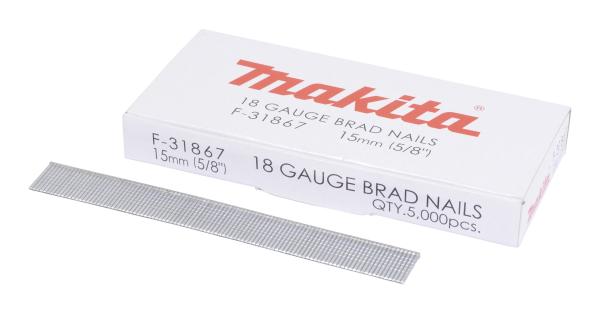 makita®
18 GAUGE BRAD NAILS
F-31867 15mm (5/8")
F-31867
15mm (5/8")
18 GAUGE BRAD NAILS
QTY.5,000pcs.